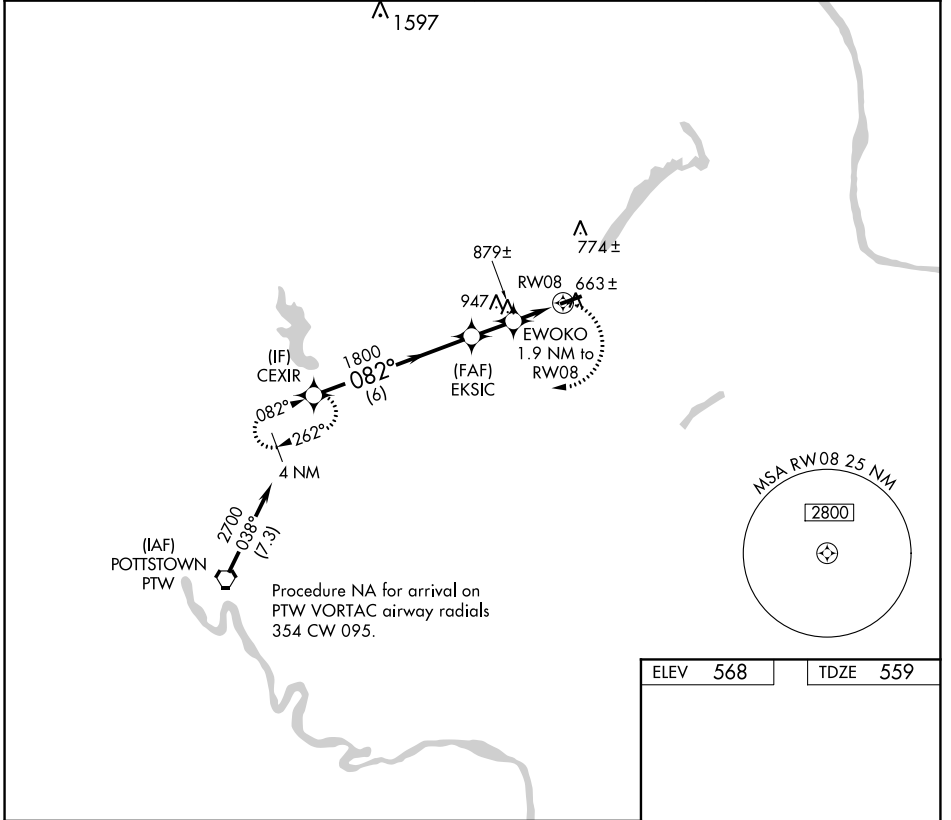 1597
774±
879±
RW08
663±
947
EWOKO
1.9 NM to
RW08
(FAF)
EKSIC
(IF)
CEXIR
1800
082°
(6)
082°
262°
4 NM
2700
038°
(7.3)
(IAF)
POTTSTOWN
PTW
Procedure NA for arrival on
PTW VORTAC airway radials
354 CW 095.
MSA RW08 25 NM
2800
ELEV 568
TDZE 559